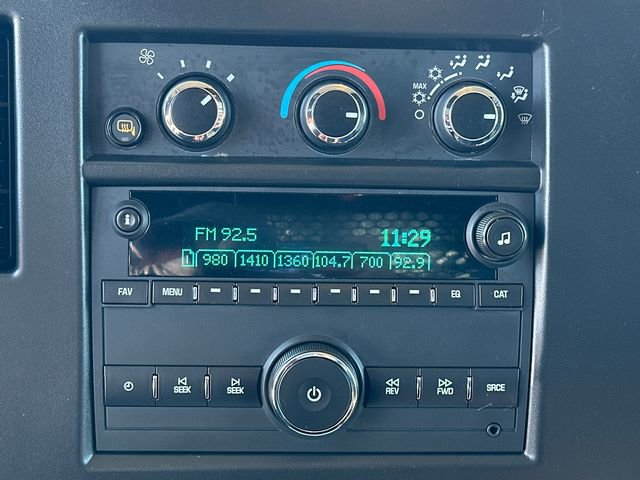 MAX
i
FM 92.5 11:29
1 980 1410 1360 104.7 700 92.9
FAV MENU EQ CAT
SEEK SEEK REV FWD SRCE